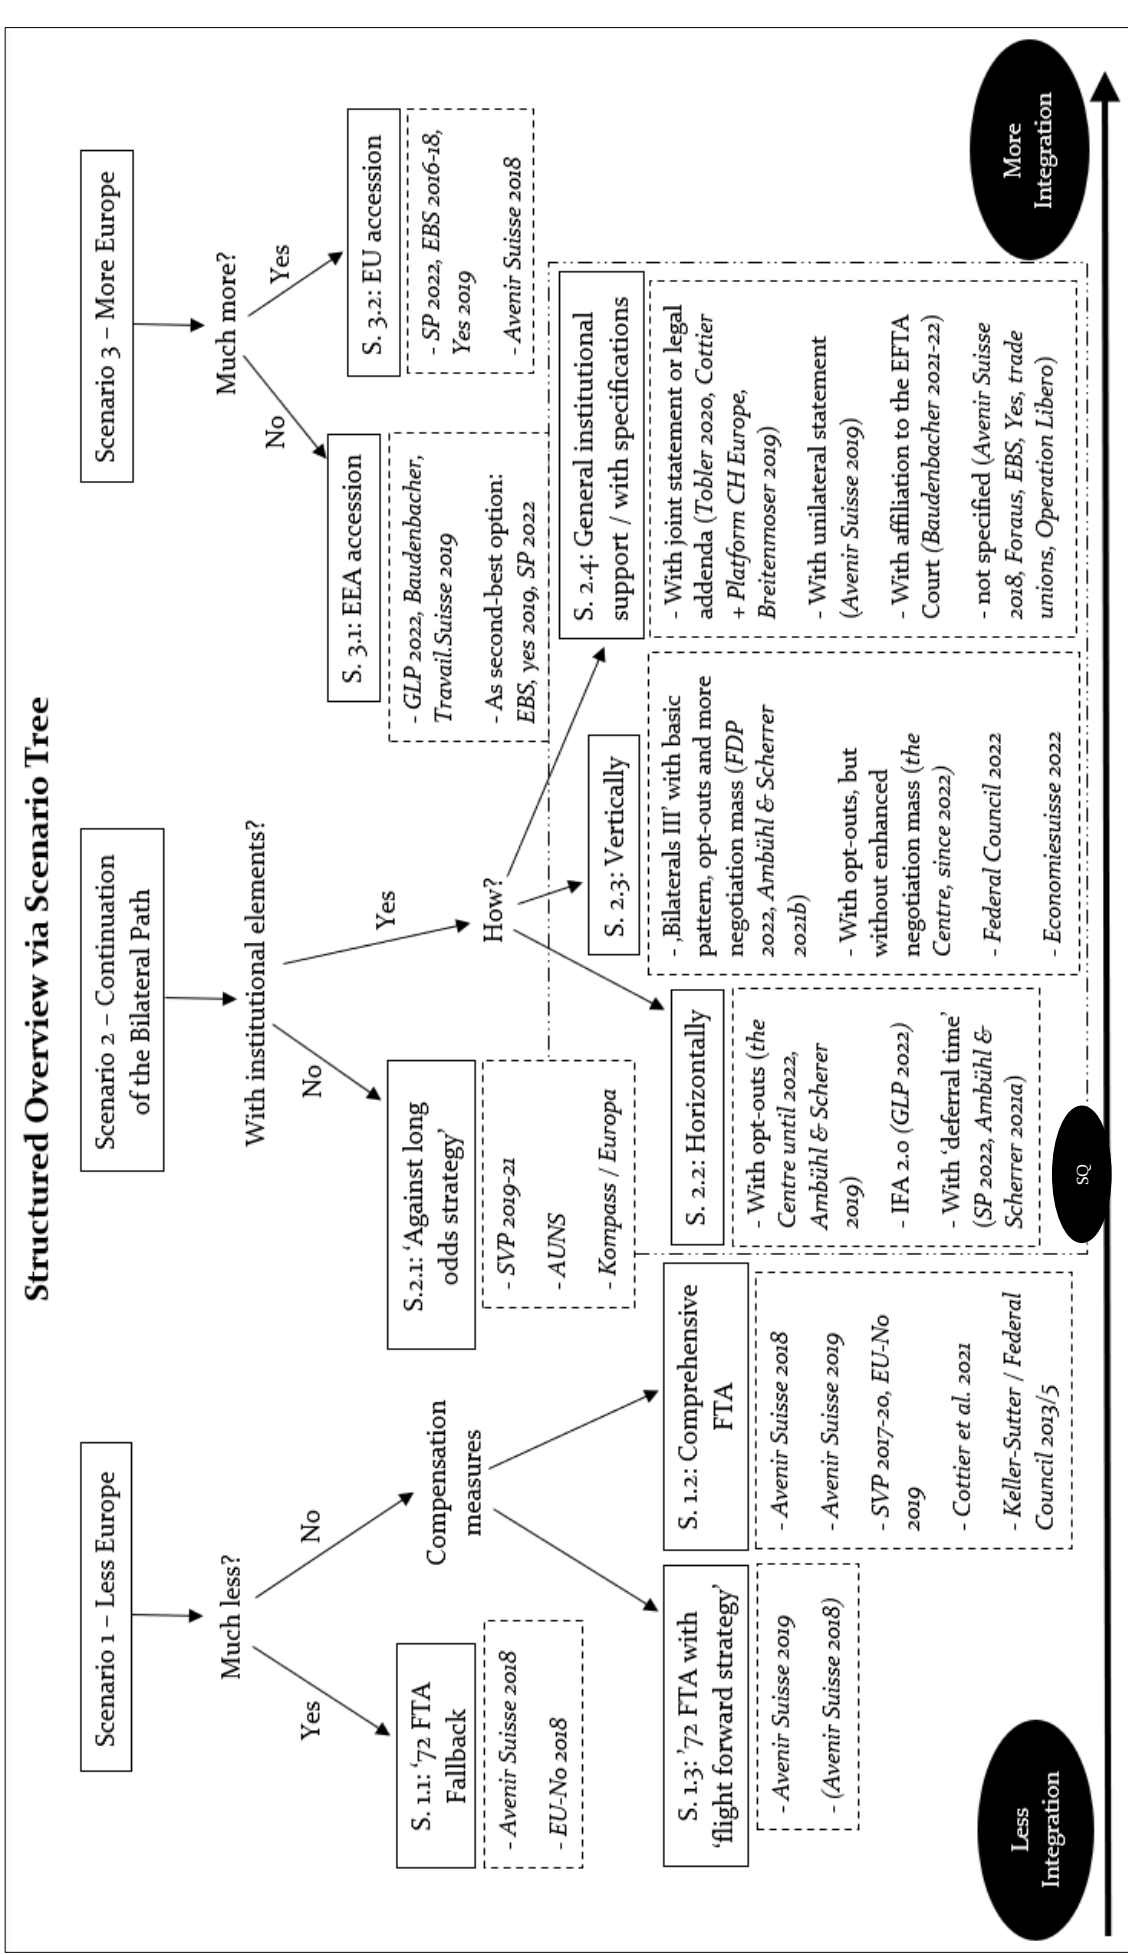 Structured Overview via Scenario Tree
Scenario 1 – Less Europe
Much less?
Yes
No
S. 1.1: ‘72 FTA
Fallback
- Avenir Suisse 2018
- EU-No 2018
Compensation
measures
S. 1.3: ’72 FTA with
‘flight forward strategy’
- Avenir Suisse 2019
- (Avenir Suisse 2018)
S. 1.2: Comprehensive
FTA
- Avenir Suisse 2018
- Avenir Suisse 2019
- SVP 2017-20, EU-No
2019
- Cottier et al. 2021
- Keller-Sutter / Federal
Council 2013/5
Scenario 2 – Continuation
of the Bilateral Path
With institutional elements?
No
Yes
S.2.1: ‘Against long
odds strategy’
- SVP 2019-21
- AUNS
- Kompass / Europa
How?
S. 2.2: Horizontally
- With opt-outs (the
Centre until 2022,
Ambühl & Scherer
2019)
- IFA 2.0 (GLP 2022)
- With ‘deferral time’
(SP 2022, Ambühl &
Scherrer 2021a)
S. 2.3: Vertically
- ‚Bilaterals III’ with basic
pattern, opt-outs and more
negotiation mass (FDP
2022, Ambühl & Scherrer
2021b)
- With opt-outs, but
without enhanced
negotiation mass (the
Centre, since 2022)
- Federal Council 2022
- Economiesuisse 2022
S. 2.4: General institutional
support / with specifications
- With joint statement or legal
addenda (Tobler 2020, Cottier
+ Platform CH Europe,
Breitenmoser 2019)
- With unilateral statement
(Avenir Suisse 2019)
- With affiliation to the EFTA
Court (Baudenbacher 2021-22)
- not specified (Avenir Suisse
2018, Foraus, EBS, Yes, trade
unions, Operation Libero)
Scenario 3 – More Europe
Much more?
No
Yes
S. 3.1: EEA accession
- GLP 2022, Baudenbacher,
Travail.Suisse 2019
- As second-best option:
EBS, yes 2019, SP 2022
S. 3.2: EU accession
- SP 2022, EBS 2016-18,
Yes 2019
- Avenir Suisse 2018
Less
Integration
SQ
More
Integration